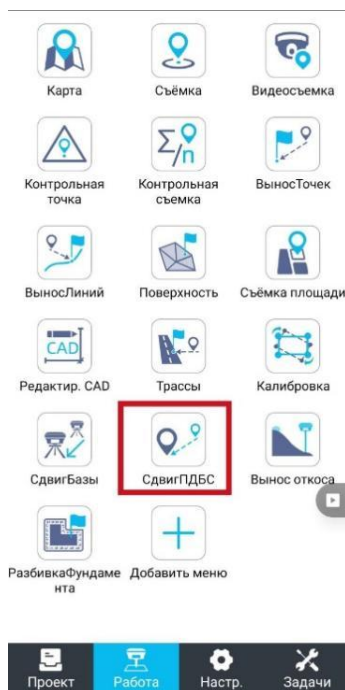 Карта
Съёмка
Видеосъемка
Σ/n
Контрольная
точка
Контрольная
съемка
ВыносТочек
ВыносЛиний
Поверхность
Съёмка площади
CAD
Редактир. CAD
Трассы
Калибровка
СдвигБазы
СдвигПДБС
Вынос откоса
РазбивкаФундаме
нта
Добавить меню
Проект
Работа
Настр.
Задачи